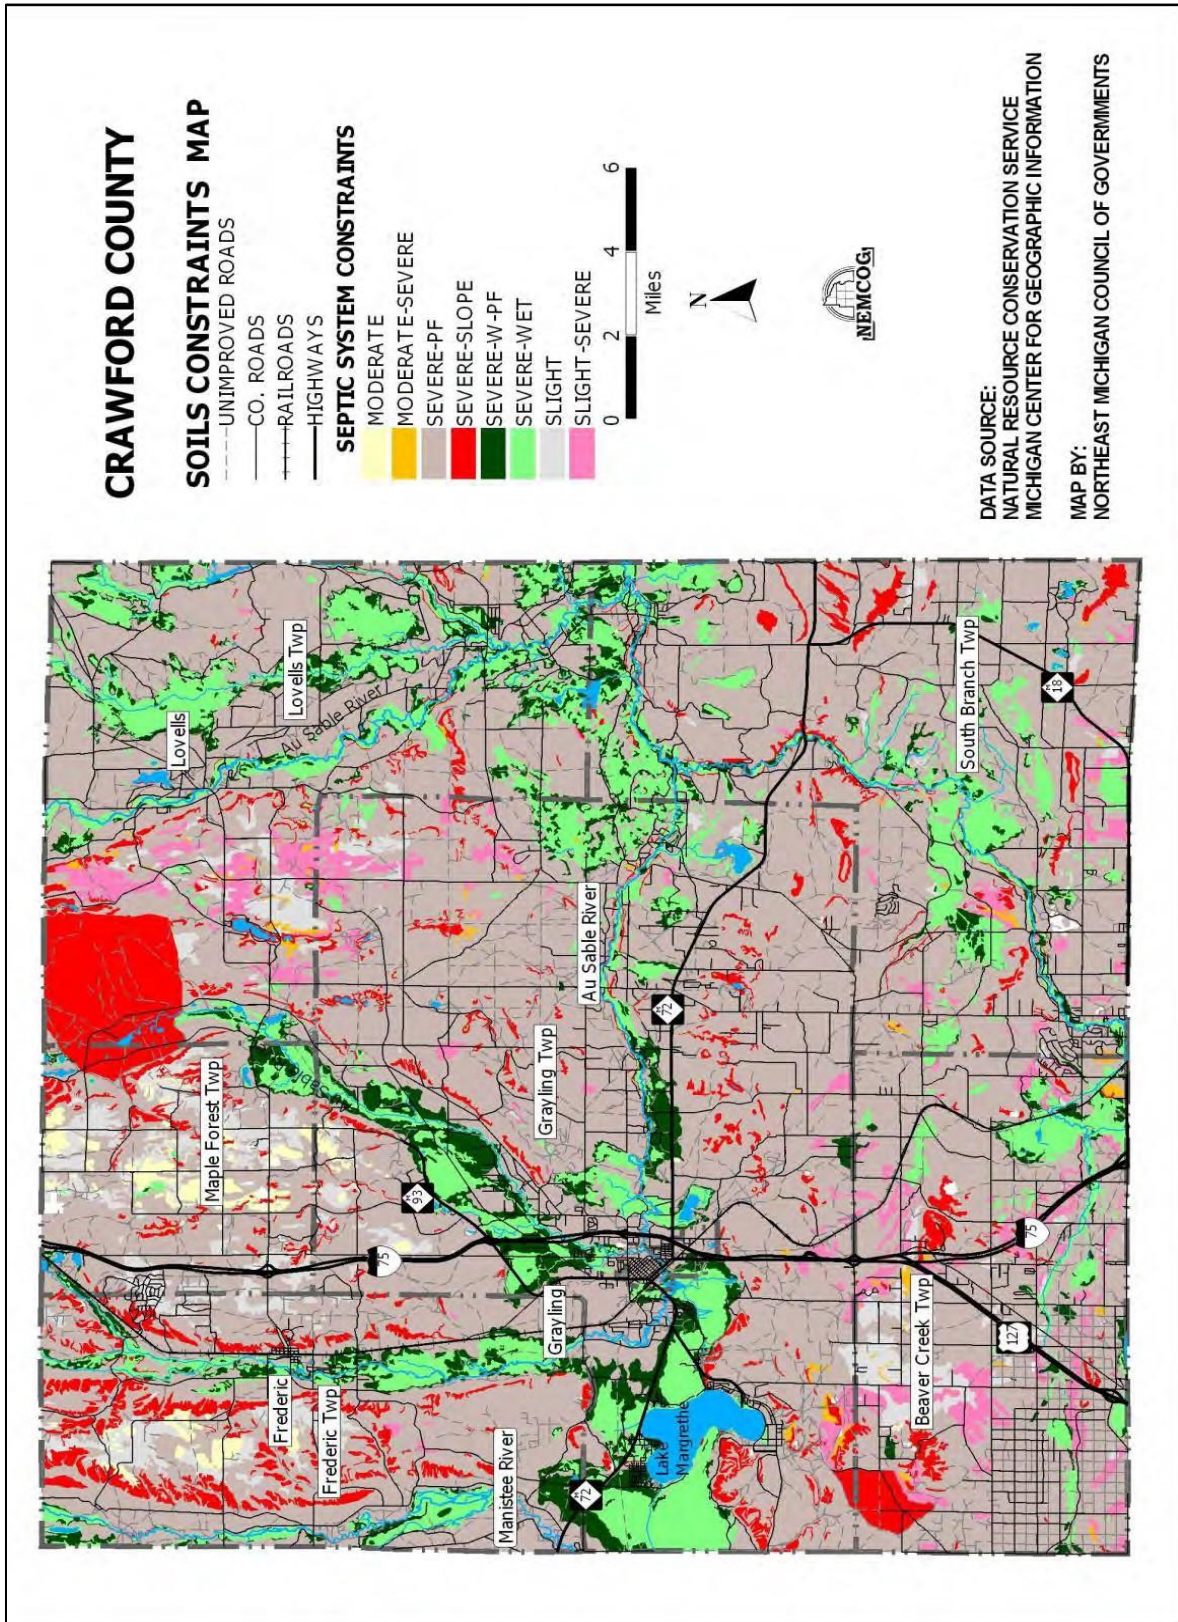 CRAWFORD COUNTY
SOILS CONSTRAINTS MAP
UNIMPROVED ROADS
CO. ROADS
RAILROADS
HIGHWAYS
SEPTIC SYSTEM CONSTRAINTS
MODERATE
MODERATE-SEVERE
SEVERE-PF
SEVERE-SLOPE
SEVERE-W-PF
SEVERE-WET
SLIGHT
SLIGHT-SEVERE
0 2 4 6
Miles
N
NEMCOG
DATA SOURCE:
NATURAL RESOURCE CONSERVATION SERVICE
MICHIGAN CENTER FOR GEOGRAPHIC INFORMATION
MAP BY:
NORTHEAST MICHIGAN COUNCIL OF GOVERNMENTS
Lovells
Lovells Twp
Au Sable River
Maple Forest Twp
M
93
75
Frederic
Frederic Twp
Grayling
Grayling Twp
Au Sable River
M
72
Manistee River
M
72
Lake
Margrethe
South Branch Twp
M
18
Beaver Creek Twp
127
75